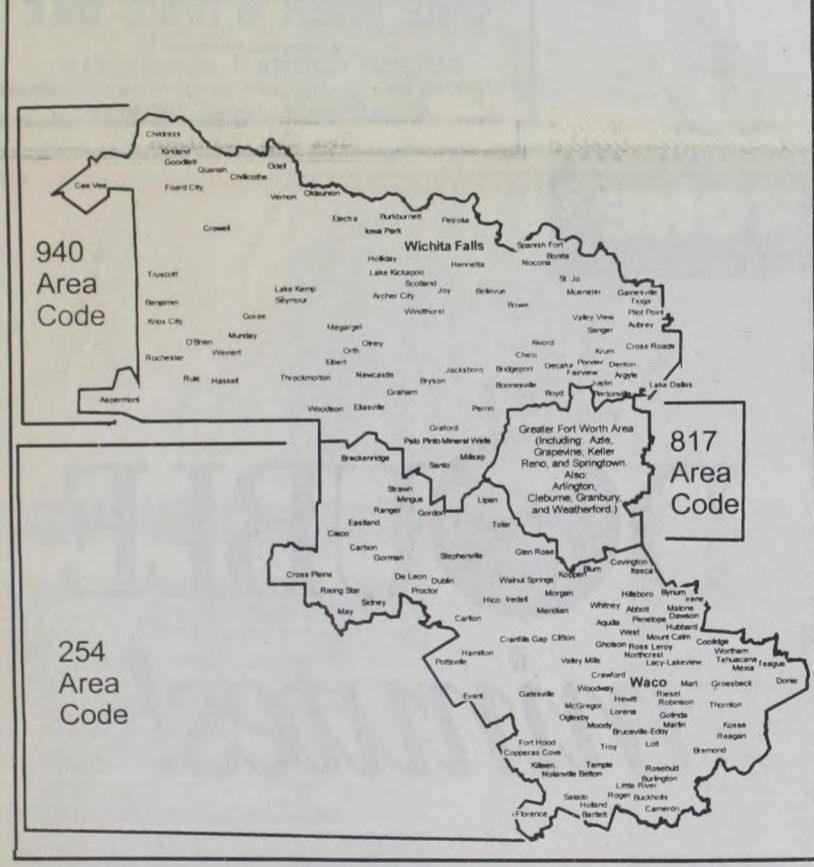 Childress
Kirkland
Goodlett
Quanah
Odell
Chillicothe
Foard City
Vernon
Oklaunion
Crowell
Electra
Burkburnett
Petrolia
Iowa Park
Wichita Falls
Spanish Fort
Bonita
Nocona
Holliday
Henrietta
Lake Kickapoo
Scotland
Archer City
Joy
Bellevue
Windthorst
St. Jo
Muenster
Gainesville
Tioga
Pilot Point
Bowie
Valley View
Sanger
Aubrey
940
Area
Code
Truscott
Benjamin
Knox City
Lake Kemp
Seymour
Goree
Munday
O'Brien
Weinert
Rochester
Rule
Haskell
Aspermont
Megargel
Olney
Orth
Elbert
Throckmorton
Newcastle
Graham
Woodson
Eliasville
Bryson
Jacksboro
Perrin
Alvord
Chico
Bridgeport
Boonesville
Krum
Cross Roads
Ponder
Denton
Fairview
Argyle
Justin
Boyd
Lake Dallas
Graford
Palo Pinto Mineral Wells
Millsap
Santo
Breckenridge
Greater Fort Worth Area
(Including: Azle,
Grapevine, Keller
Reno, and Springtown.
Also:
Arlington,
Cleburne, Granbury,
and Weatherford.)
817
Area
Code
Strawn
Mingus
Ranger
Gordon
Lipan
Eastland
Tolar
Cisco
Carbon
Gorman
Stephenville
Glen Rose
Covington
Itasca
Blum
Cross Plains
De Leon
Dublin
Proctor
Rising Star
Sidney
May
Walnut Springs
Morgan
Hico
Iredell
Meridian
Hillsboro
Bynum
Irene
Whitney
Abbott
Malone
Dawson
Penelope
Aquilla
Hubbard
West
Mount Calm
Coolidge
Carlton
Cranfills Gap
Clifton
Gholson
Ross
Leroy
Wortham
Northcrest
Tehuacana
Mexia
Teague
Hamilton
Pottsville
Valley Mills
Lacy-Lakeview
Crawford
Waco
Mart
Groesbeck
Donie
254
Area
Code
Evant
Gatesville
Woodway
Hewitt
Riesel
Robinson
Thornton
McGregor
Lorena
Oglesby
Golinda
Moody
Marlin
Kosse
Bruceville-Eddy
Reagan
Fort Hood
Copperas Cove
Troy
Lott
Bremond
Killeen
Temple
Rosebud
Nolanville
Belton
Burlington
Little River
Salado
Roger
Buckholts
Holland
Cameron
Florence
Bartlett